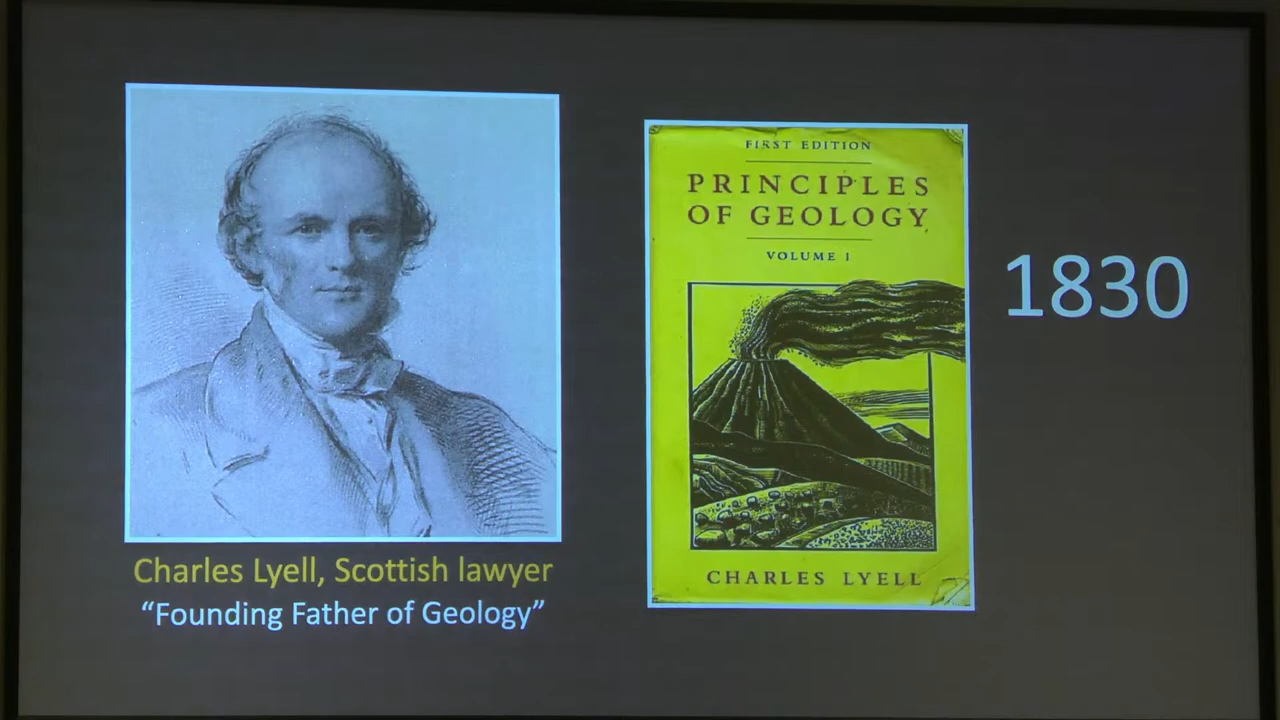 FIRST EDITION
PRINCIPLES
OF GEOLOGY
VOLUME I
CHARLES LYELL
1830
Charles Lyell, Scottish lawyer
“Founding Father of Geology”